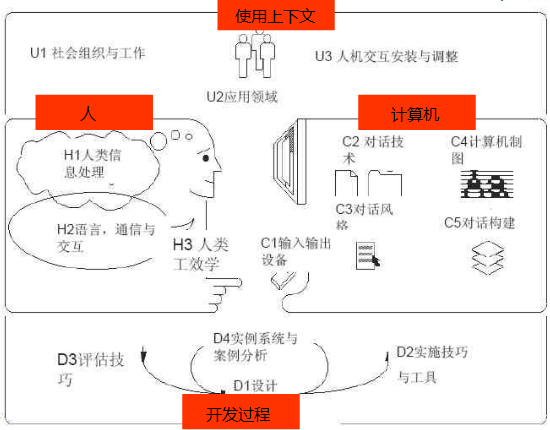 使用上下文
U1 社会组织与工作
U3 人机交互安装与调整
U2应用领域
人
计算机
H1人类信
息处理
H2语言，通信与
交互
H3 人类
工效学
C1输入输出
设备
C2 对话技
术
C3对话风
格
C4计算机制
图
C5对话构建
D3评估技
巧
D4实例系统与
案例分析
D1设计
D2实施技巧
与工具
开发过程